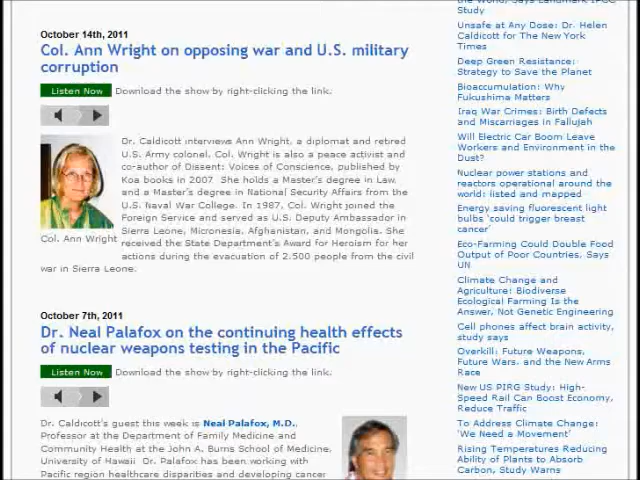 October 14th, 2011
Col. Ann Wright on opposing war and U.S. military
corruption
Listen Now Download the show by right-clicking the link.
Dr. Caldicott interviews Ann Wright, a diplomat and retired
U.S. Army colonel. Col. Wright is also a peace activist and
co-author of Dissent: Voices of Conscience, published by
Koa books in 2007. She holds a Master's degree in Law,
and a Master's degree in National Security Affairs from the
U.S. Naval War College. In 1987, Col. Wright joined the
Foreign Service and served as U.S. Deputy Ambassador in
Sierra Leone, Micronesia, Afghanistan, and Mongolia. She
received the State Department's Award for Heroism for her
actions during the evacuation of 2,500 people from the civil
war in Sierra Leone.
Col. Ann Wright
October 7th, 2011
Dr. Neal Palafox on the continuing health effects
of nuclear weapons testing in the Pacific
Listen Now Download the show by right-clicking the link.
Dr. Caldicott's guest this week is Neal Palafox, M.D.,
Professor at the Department of Family Medicine and
Community Health at the John A. Burns School of Medicine,
University of Hawaii. Dr. Palafox has been working with
Pacific region healthcare disparities and developing cancer
the World, Says Landmark IPCC
Study
Unsafe at Any Dose: Dr. Helen
Caldicott for The New York
Times
Deep Green Resistance:
Strategy to Save the Planet
Bioaccumulation: Why
Fukushima Matters
Iraq War Crimes: Birth Defects
and Miscarriages in Fallujah
Will Electric Car Boom Leave
Workers and Environment in the
Dust?
Nuclear power stations and
reactors operational around the
world: listed and mapped
Energy saving fluorescent light
bulbs 'could trigger breast
cancer'
Eco-Farming Could Double Food
Output of Poor Countries, Says
UN
Climate Change and
Agriculture: Biodiverse
Ecological Farming Is the
Answer, Not Genetic Engineering
Cell phones affect brain activity,
study says
Overkill: Future Weapons,
Future Wars, and the New Arms
Race
New US PIRG Study: High-
Speed Rail Can Boost Economy,
Reduce Traffic
To Address Climate Change:
'We Need a Movement'
Rising Temperatures Reducing
Ability of Plants to Absorb
Carbon, Study Warns